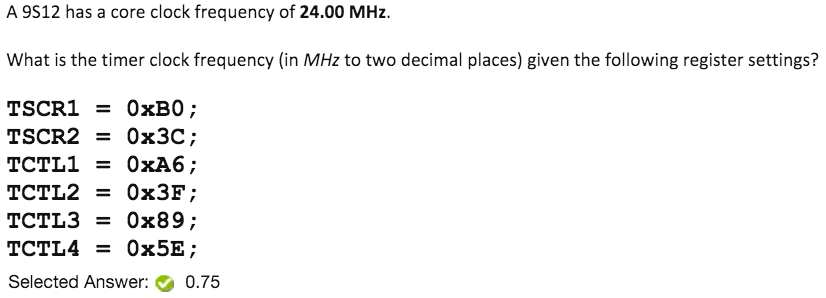 A 9S12 has a core clock frequency of 24.00 MHz.
What is the timer clock frequency (in MHz to two decimal places) given the following register settings?
TSCR1 = 0xB0;
TSCR2 = 0x3C;
TCTL1 = 0xA6;
TCTL2 = 0x3F;
TCTL3 = 0x89;
TCTL4 = 0x5E;
Selected Answer: 0.75